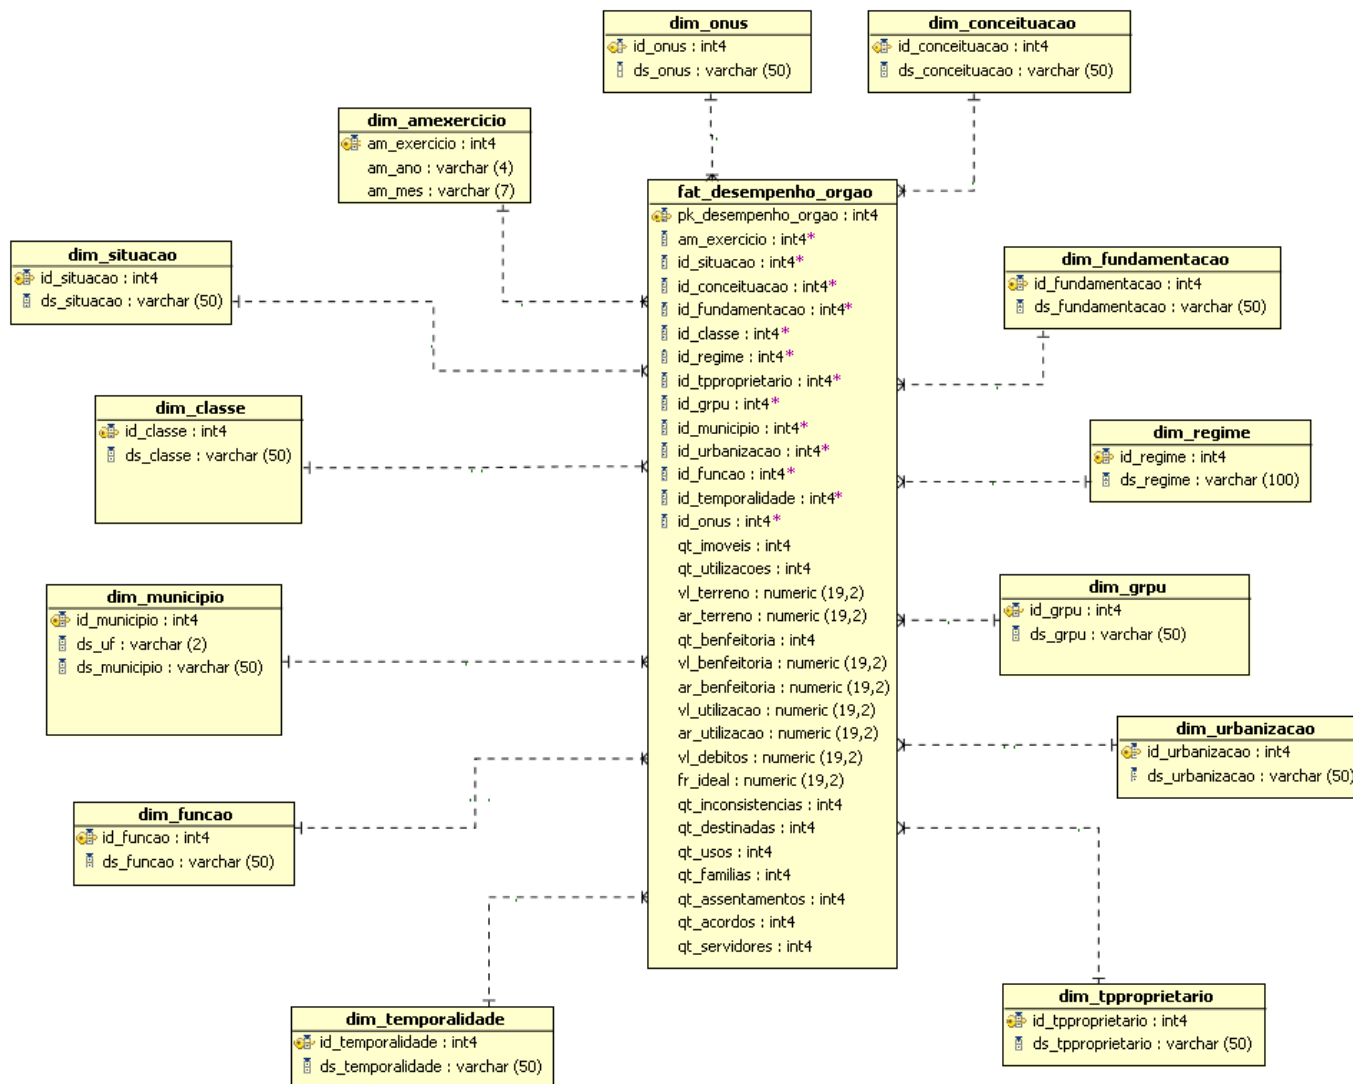 dim_onus
id_onus : int4
ds_onus : varchar (50)
dim_conceituacao
id_conceituacao : int4
ds_conceituacao : varchar (50)
dim_amexercicio
am_exercicio : int4
am_ano : varchar (4)
am_mes : varchar (7)
fat_desempenho_orgao
pk_desempenho_orgao : int4
am_exercicio : int4*
id_situacao : int4*
id_conceituacao : int4*
id_fundamentacao : int4*
id_classe : int4*
id_regime : int4*
id_tpproprietario : int4*
id_grpu : int4*
id_municipio : int4*
id_urbanizacao : int4*
id_funcao : int4*
id_temporalidade : int4*
id_onus : int4*
qt_imoveis : int4
qt_utilizacoes : int4
vl_terreno : numeric (19,2)
ar_terreno : numeric (19,2)
qt_benfeitoria : int4
vl_benfeitoria : numeric (19,2)
ar_benfeitoria : numeric (19,2)
vl_utilizacao : numeric (19,2)
ar_utilizacao : numeric (19,2)
vl_debitos : numeric (19,2)
fr_ideal : numeric (19,2)
qt_inconsistencias : int4
qt_destinadas : int4
qt_usos : int4
qt_familias : int4
qt_assentamentos : int4
qt_acordos : int4
qt_servidores : int4
dim_situacao
id_situacao : int4
ds_situacao : varchar (50)
dim_fundamentacao
id_fundamentacao : int4
ds_fundamentacao : varchar (50)
dim_classe
id_classe : int4
ds_classe : varchar (50)
dim_regime
id_regime : int4
ds_regime : varchar (100)
dim_municipio
id_municipio : int4
ds_uf : varchar (2)
ds_municipio : varchar (50)
dim_grpu
id_grpu : int4
ds_grpu : varchar (50)
dim_urbanizacao
id_urbanizacao : int4
ds_urbanizacao : varchar (50)
dim_funcao
id_funcao : int4
ds_funcao : varchar (50)
dim_temporalidade
id_temporalidade : int4
ds_temporalidade : varchar (50)
dim_tpproprietario
id_tpproprietario : int4
ds_tpproprietario : varchar (50)